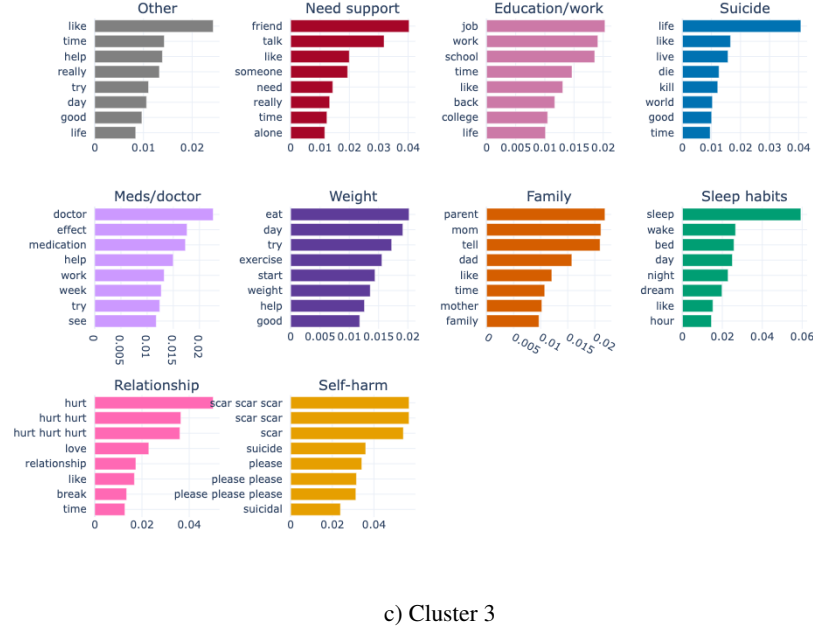 Other
like
time
help
really
try
day
good
life
0 0.01 0.02
Need support
friend
talk
like
someone
need
really
time
alone
0 0.01 0.02 0.03 0.04
Education/work
job
work
school
time
like
back
college
life
0 0.005 0.01 0.015 0.02
Suicide
life
like
live
die
kill
world
good
time
0 0.01 0.02 0.03 0.04
Meds/doctor
doctor
effect
medication
help
work
week
try
see
0 0.005 0.01 0.015 0.02
Weight
eat
day
try
exercise
start
weight
help
good
0 0.005 0.01 0.015 0.02
Family
parent
mom
tell
dad
like
time
mother
family
0 0.005 0.01 0.015 0.02
Sleep habits
sleep
wake
bed
day
night
dream
like
hour
0 0.02 0.04 0.06
Relationship
hurt
hurt hurt
hurt hurt hurt
love
relationship
like
break
time
0 0.02 0.04
Self-harm
scar scar scar
scar scar
scar
suicide
please
please please
please please please
suicidal
0 0.02 0.04
c) Cluster 3